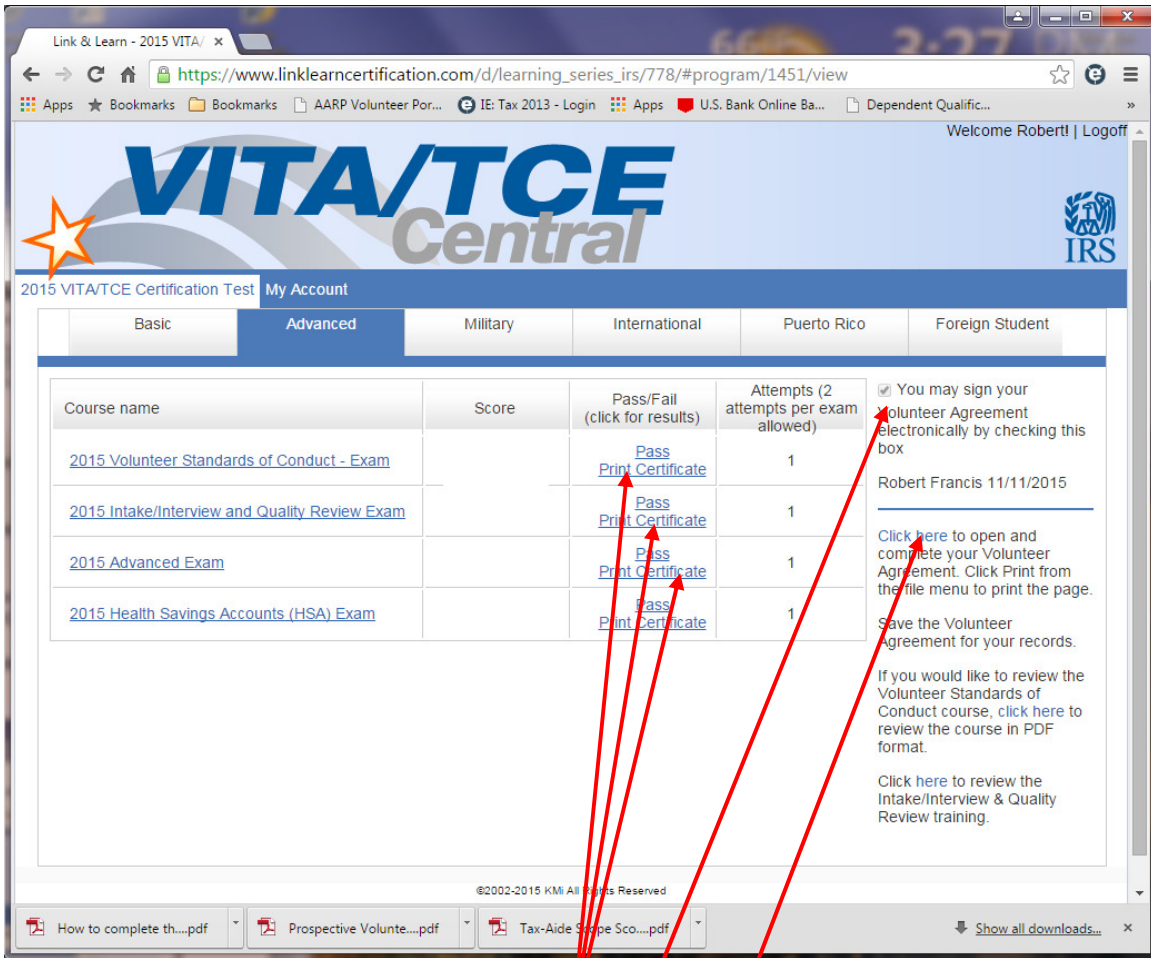 Link & Learn - 2015 VITA/ ×
https://www.linklearncertification.com/d/learning_series_irs/778/#program/1451/view
Apps Bookmarks Bookmarks AARP Volunteer Por... IE: Tax 2013 - Login Apps U.S. Bank Online Ba... Dependent Qualific... »
Welcome Robert! | Logoff
VITA/TCE
Central
IRS
2015 VITA/TCE Certification Test My Account
Basic Advanced Military International Puerto Rico Foreign Student
Course name Score Pass/Fail (click for results) Attempts (2 attempts per exam allowed)
2015 Volunteer Standards of Conduct - Exam Pass Print Certificate 1
2015 Intake/Interview and Quality Review Exam Pass Print Certificate 1
2015 Advanced Exam Pass Print Certificate 1
2015 Health Savings Accounts (HSA) Exam Pass Print Certificate 1
You may sign your
Volunteer Agreement
electronically by checking this
box
Robert Francis 11/11/2015
Click here to open and
complete your Volunteer
Agreement. Click Print from
the file menu to print the page.
Save the Volunteer
Agreement for your records.
If you would like to review the
Volunteer Standards of
Conduct course, click here to
review the course in PDF
format.
Click here to review the
Intake/Interview & Quality
Review training.
©2002-2015 KMi All Rights Reserved
How to complete th....pdf Prospective Volunte....pdf Tax-Aide Scope Sco....pdf Show all downloads... ×